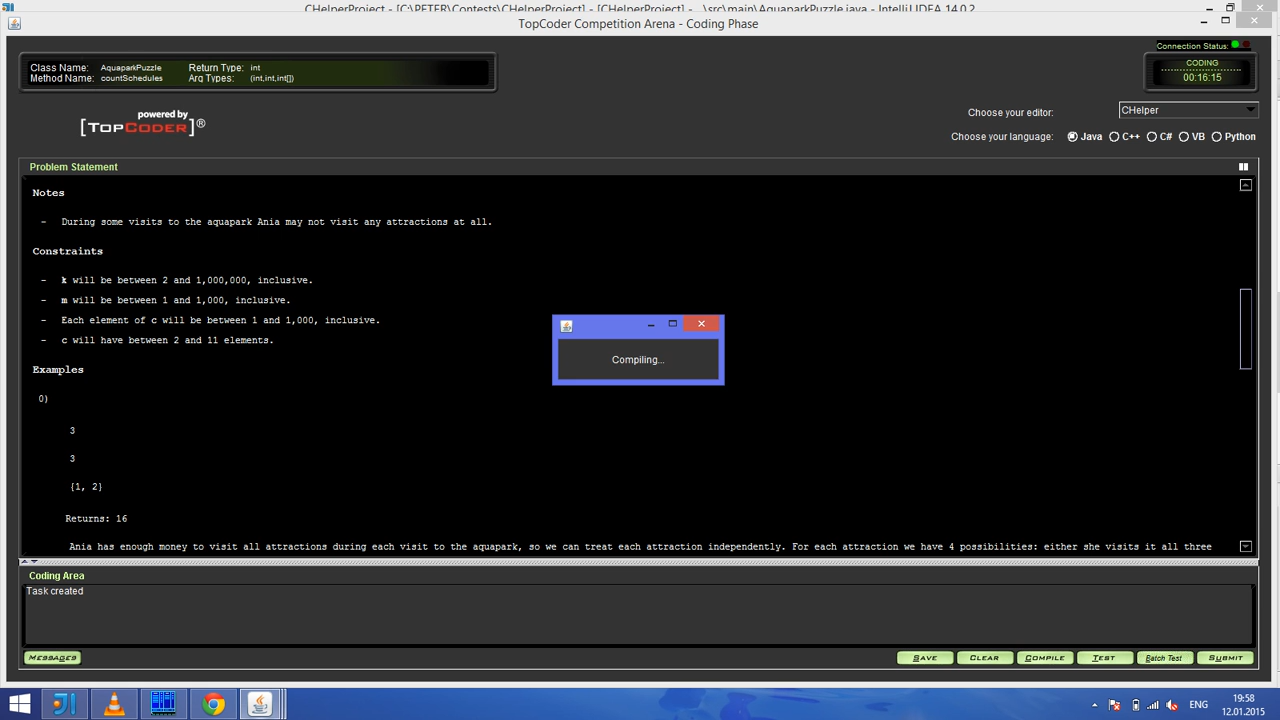 CHelperProject - [C:\PETER\Contests\CHelperProject] - [CHelperProject] - ...\src\main\AquaparkPuzzle.java - IntelliJ IDEA 14.0.2
TopCoder Competition Arena - Coding Phase
Connection Status:
Class Name: AquaparkPuzzle Return Type: int
Method Name: countSchedules Arg Types: (int,int,int[])
CODING
00:16:15
powered by
[TOPCODER]®
Choose your editor: CHelper
Choose your language: Java C++ C# VB Python
Problem Statement
Notes
- During some visits to the aquapark Ania may not visit any attractions at all.
Constraints
- k will be between 2 and 1,000,000, inclusive.
- m will be between 1 and 1,000, inclusive.
- Each element of c will be between 1 and 1,000, inclusive.
- c will have between 2 and 11 elements.
Compiling...
Examples
0)
3
3
{1, 2}
Returns: 16
Ania has enough money to visit all attractions during each visit to the aquapark, so we can treat each attraction independently. For each attraction we have 4 possibilities: either she visits it all three
Coding Area
Task created
MESSAGES SAVE CLEAR COMPILE TEST Batch Test SUBMIT
ENG
19:58
12.01.2015